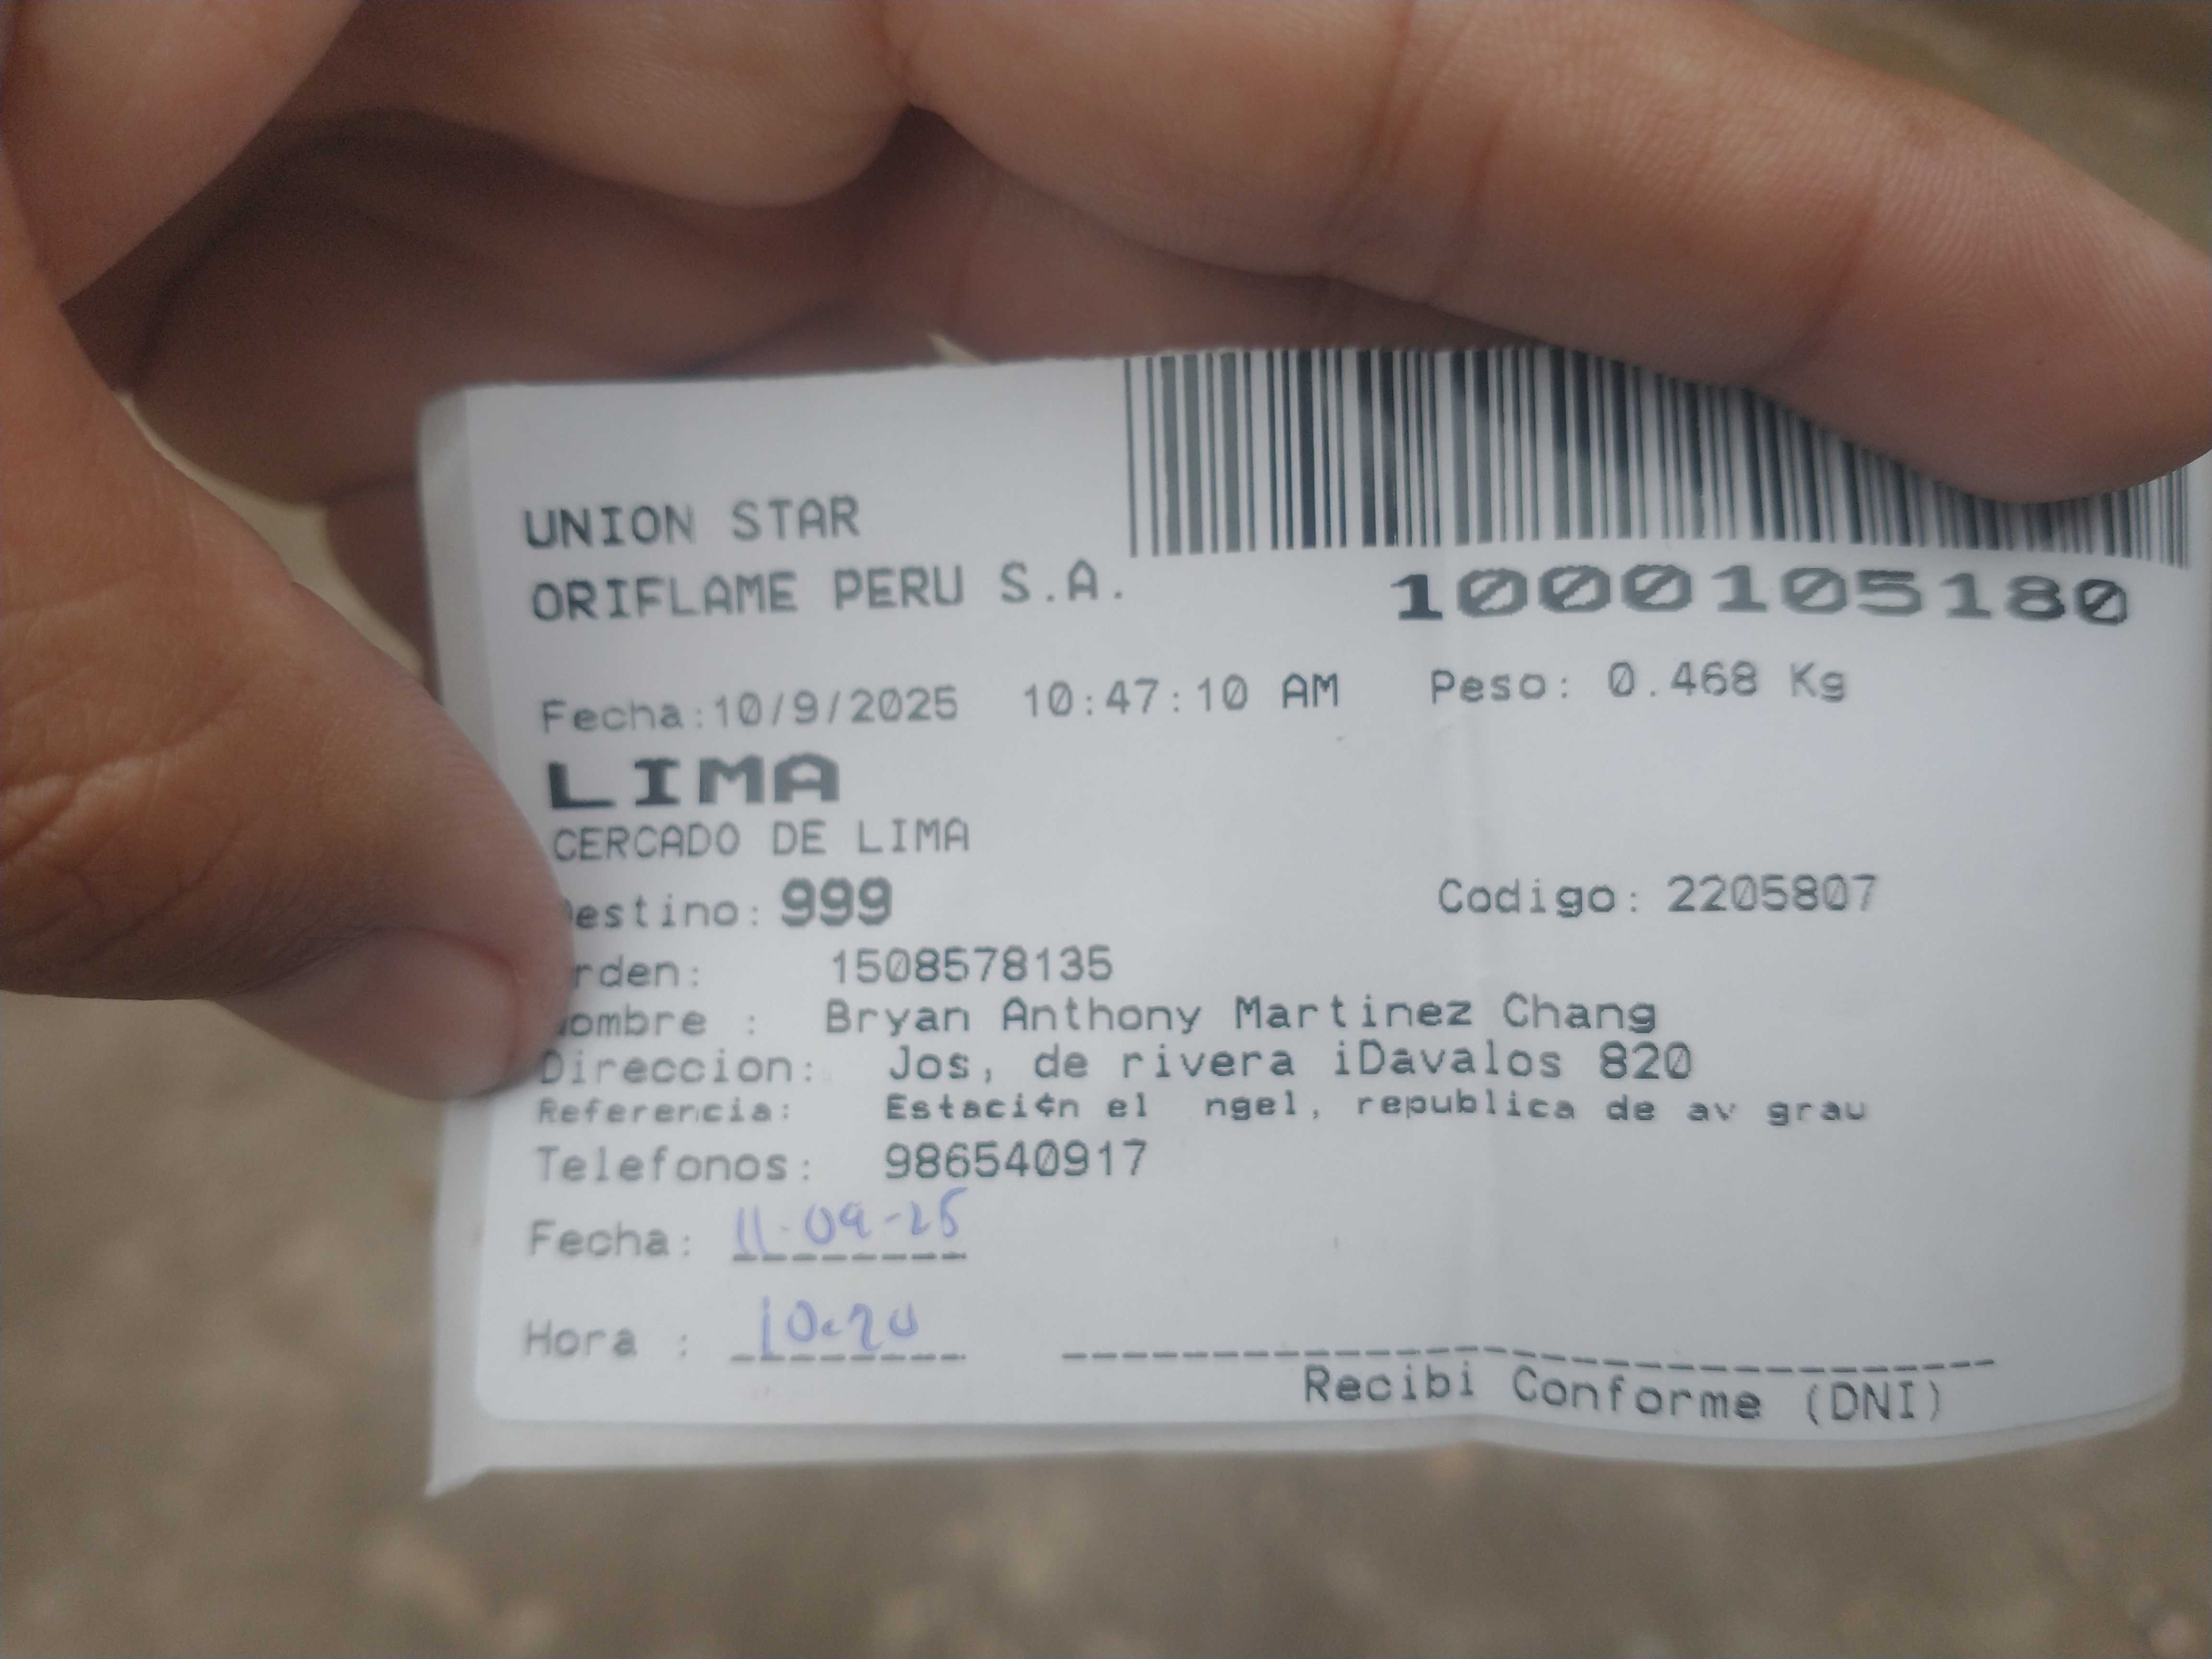 UNION STAR
ORIFLAME PERU S.A.
1000105180
Fecha:10/9/2025 10:47:10 AM Peso: 0.468 Kg
LIMA
CERCADO DE LIMA
estino: 999 Codigo: 2205807
rden: 1508578135
ombre : Bryan Anthony Martinez Chang
Direccion: Jos, de rivera iDavalos 820
Referencia: Estaci¢n el ngel, republica de av grau
Telefonos: 986540917
Fecha: 11-09-25
Hora : 10:20
Recibi Conforme (DNI)